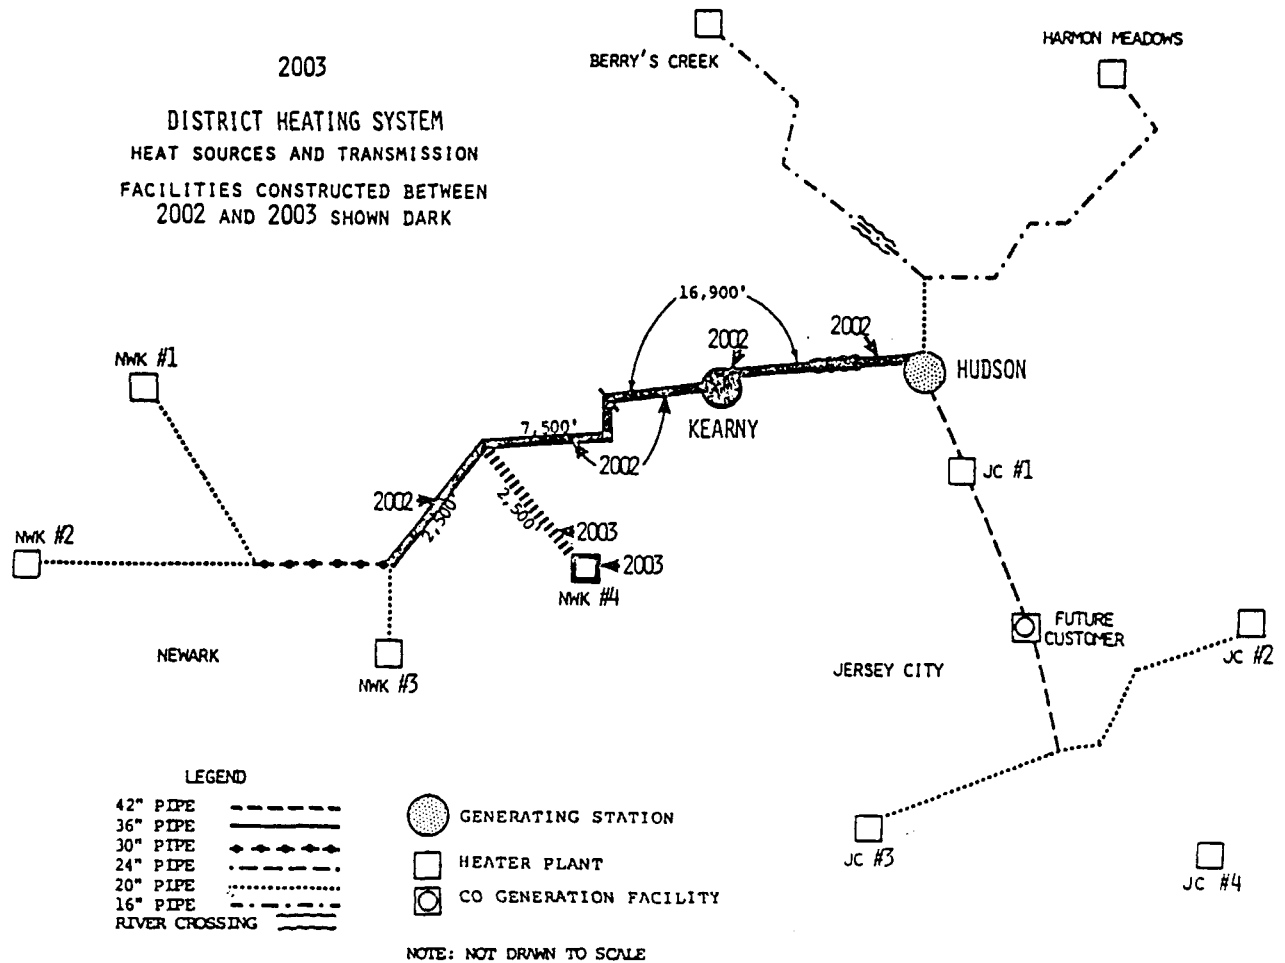 2003
DISTRICT HEATING SYSTEM
HEAT SOURCES AND TRANSMISSION
FACILITIES CONSTRUCTED BETWEEN
2002 AND 2003 SHOWN DARK
BERRY'S CREEK
HARMON MEADOWS
16,900'
2002
2002
HUDSON
KEARNY
NWK #1
7,500'
2002
JC #1
2002
2,500'
2,500'
2003
2003
NWK #4
NWK #2
NEWARK
NWK #3
FUTURE
CUSTOMER
JERSEY CITY
JC #2
JC #3
JC #4
LEGEND
42" PIPE
36" PIPE
30" PIPE
24" PIPE
20" PIPE
16" PIPE
RIVER CROSSING
GENERATING STATION
HEATER PLANT
CO GENERATION FACILITY
NOTE: NOT DRAWN TO SCALE